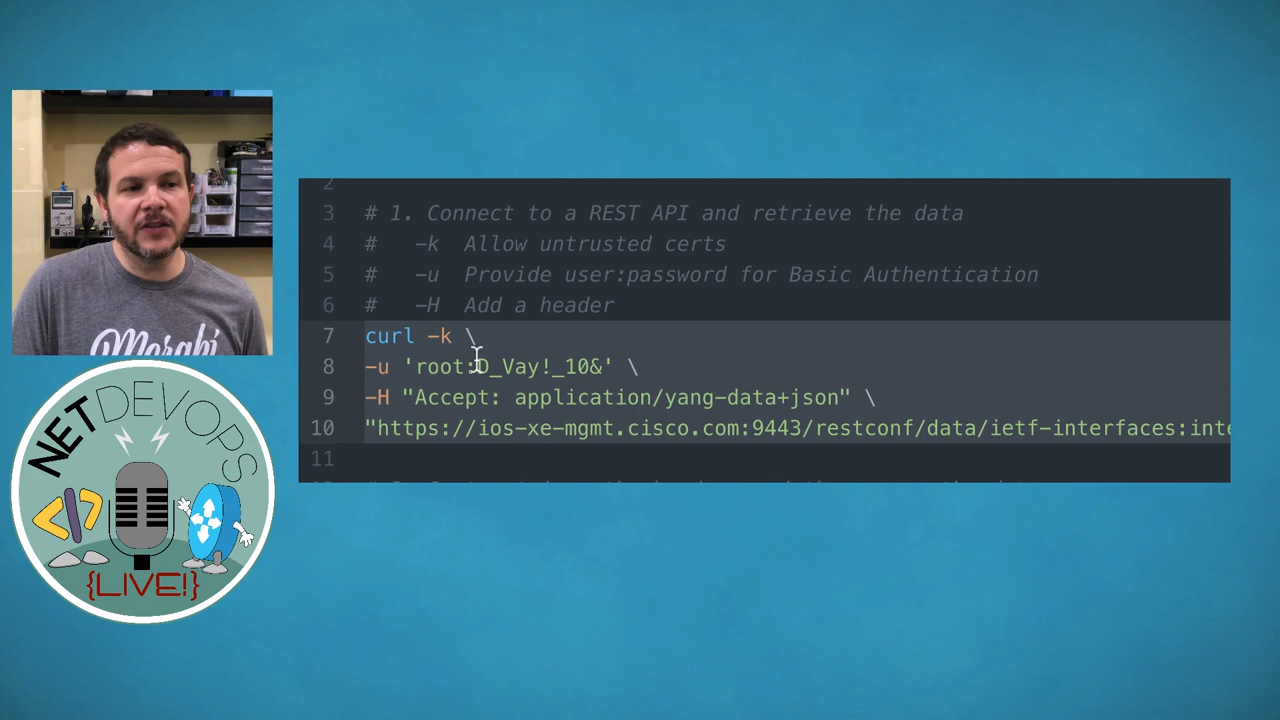 Merabi
NETDEVOPS
</>
{LIVE!}
2
3 # 1. Connect to a REST API and retrieve the data
4 #   -k  Allow untrusted certs
5 #   -u  Provide user:password for Basic Authentication
6 #   -H  Add a header
7 curl -k \
8 -u 'root:D_Vay!_10&' \
9 -H "Accept: application/yang-data+json" \
10 "https://ios-xe-mgmt.cisco.com:9443/restconf/data/ietf-interfaces:inte
11